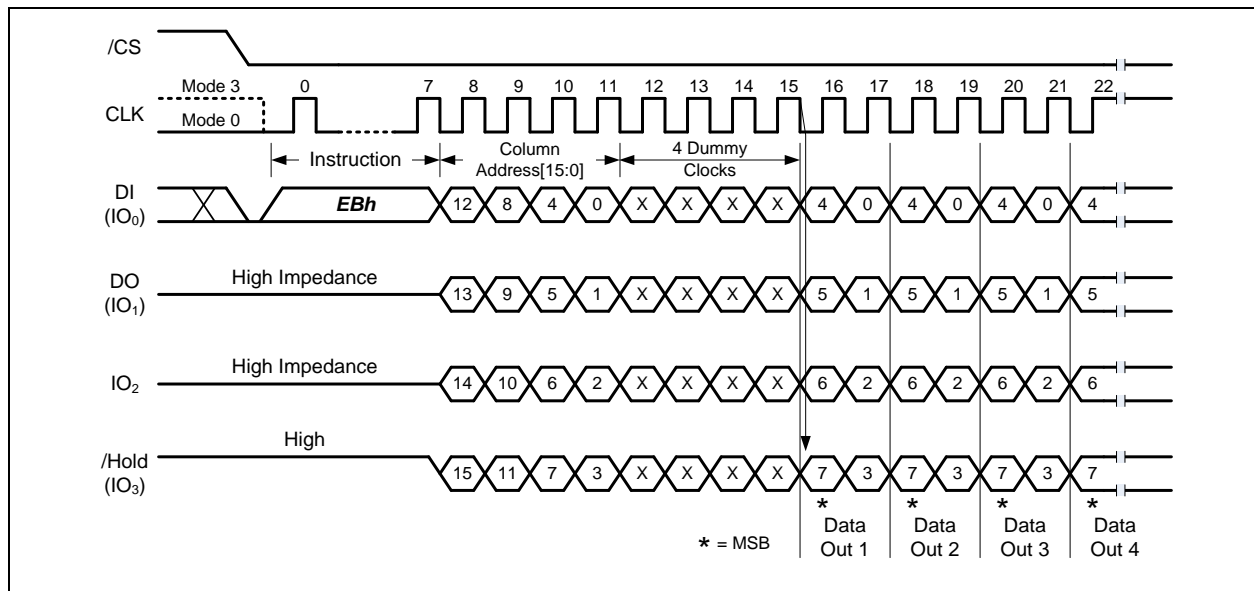 /CS
Mode 3 0 7 8 9 10 11 12 13 14 15 16 17 18 19 20 21 22
CLK
Mode 0
Instruction
Column
Address[15:0]
4 Dummy
Clocks
DI
(IO0)
EBh 12 8 4 0 X X X X 4 0 4 0 4 0 4
DO
(IO1)
High Impedance 13 9 5 1 X X X X 5 1 5 1 5 1 5
IO2
High Impedance 14 10 6 2 X X X X 6 2 6 2 6 2 6
/Hold
(IO3)
High 15 11 7 3 X X X X 7 3 7 3 7 3 7
* * * *
* = MSB
Data
Out 1
Data
Out 2
Data
Out 3
Data
Out 4